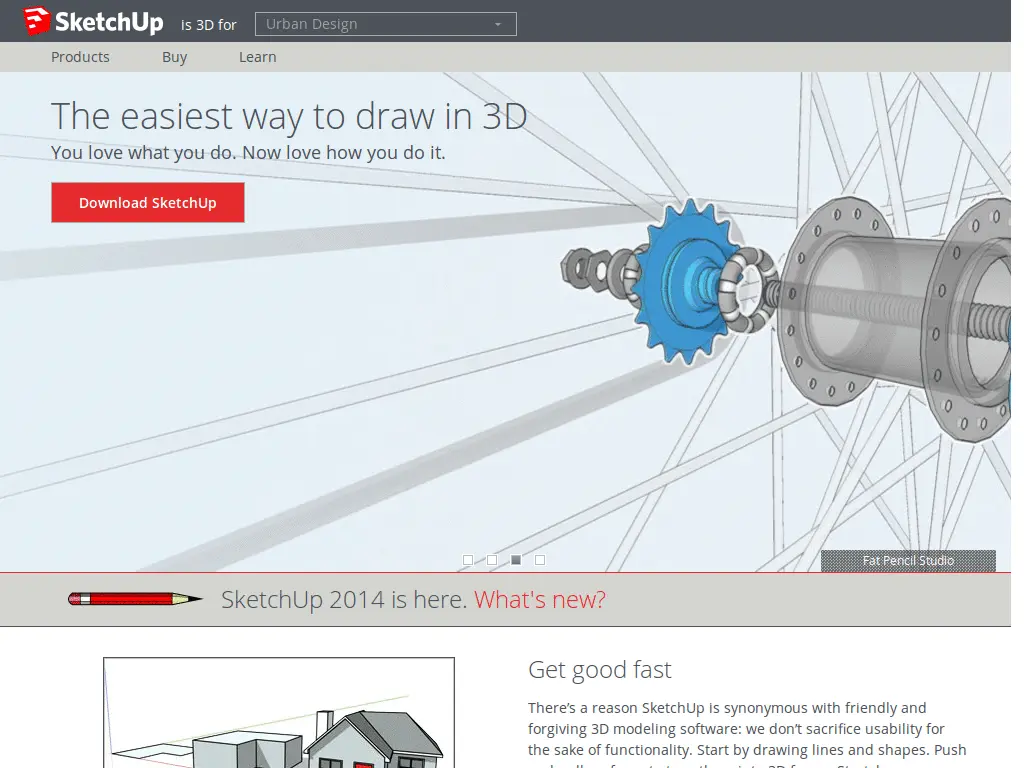 SketchUp is 3D for Urban Design
Products Buy Learn
The easiest way to draw in 3D
You love what you do. Now love how you do it.
Download SketchUp
Fat Pencil Studio
SketchUp 2014 is here. What's new?
Get good fast
There's a reason SketchUp is synonymous with friendly and
forgiving 3D modeling software: we don't sacrifice usability for
the sake of functionality. Start by drawing lines and shapes. Push